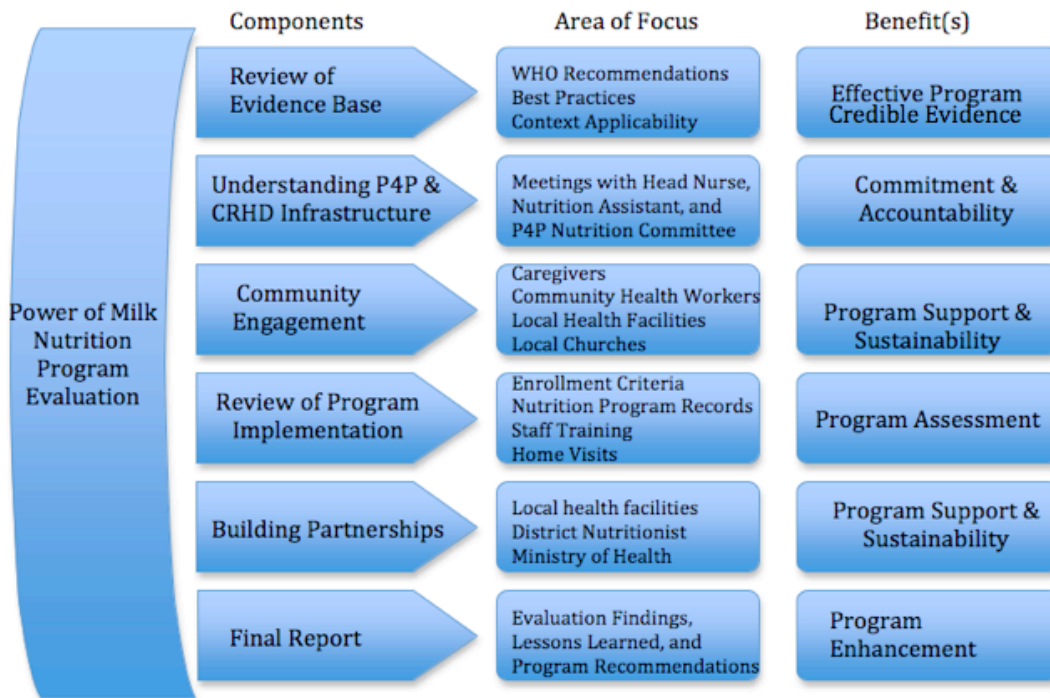 Components
Area of Focus
Benefit(s)
Power of Milk
Nutrition
Program
Evaluation
Review of
Evidence Base
WHO Recommendations
Best Practices
Context Applicability
Effective Program
Credible Evidence
Understanding P4P &
CRHD Infrastructure
Meetings with Head Nurse,
Nutrition Assistant, and
P4P Nutrition Committee
Commitment &
Accountability
Community
Engagement
Caregivers
Community Health Workers
Local Health Facilities
Local Churches
Program Support &
Sustainability
Review of Program
Implementation
Enrollment Criteria
Nutrition Program Records
Staff Training
Home Visits
Program Assessment
Building Partnerships
Local health facilities
District Nutritionist
Ministry of Health
Program Support &
Sustainability
Final Report
Evaluation Findings,
Lessons Learned, and
Program Recommendations
Program
Enhancement